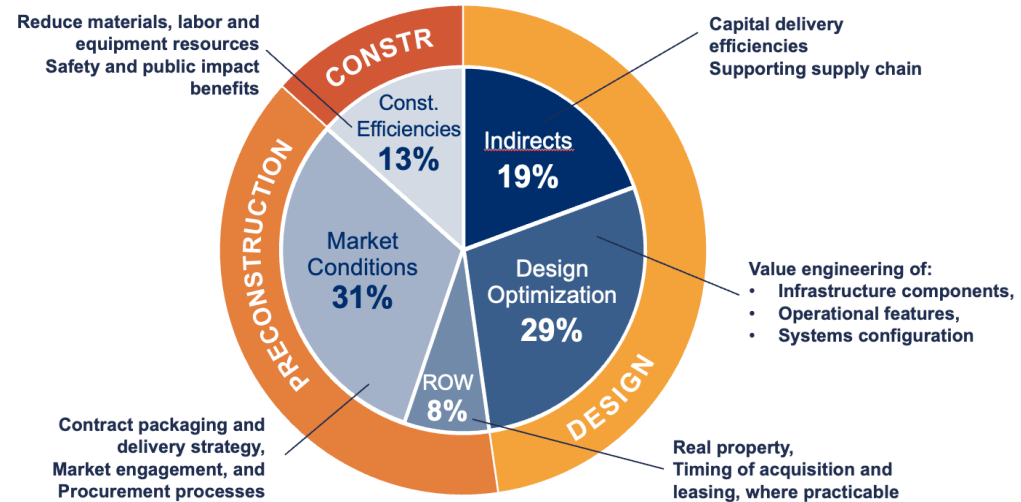 Reduce materials, labor and
equipment resources
Safety and public impact
benefits
CONSTR
Capital delivery
efficiencies
Supporting supply chain
Const.
Efficiencies
13%
Indirects
19%
PRECONSTRUCTION
Market
Conditions
31%
Design
Optimization
29%
Value engineering of:
• Infrastructure components,
• Operational features,
• Systems configuration
ROW
8%
DESIGN
Contract packaging and
delivery strategy,
Market engagement, and
Procurement processes
Real property,
Timing of acquisition and
leasing, where practicable